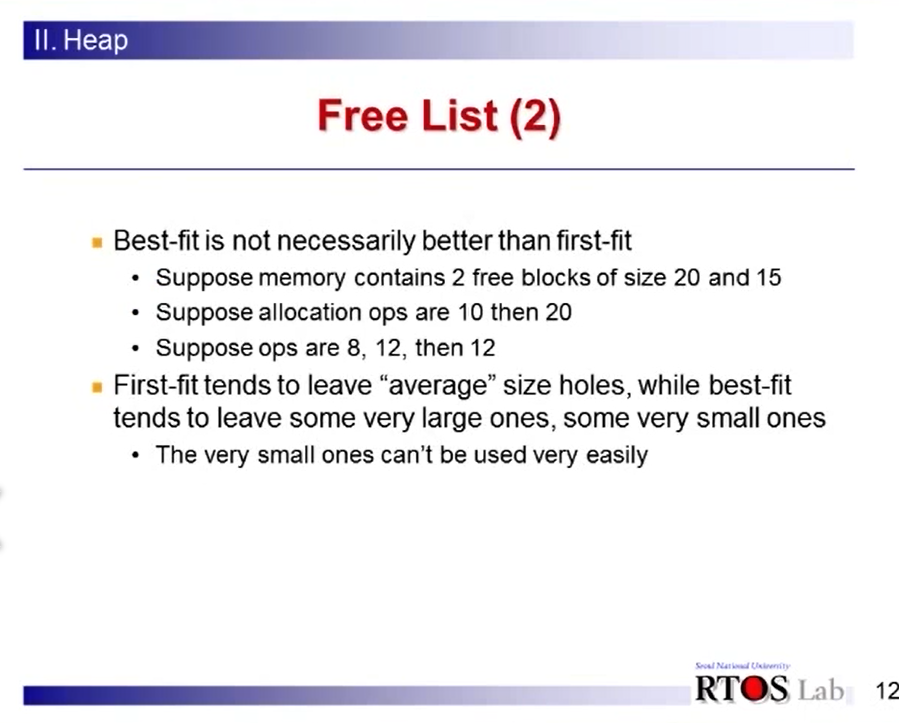 II. Heap
Free List (2)
Best-fit is not necessarily better than first-fit
• Suppose memory contains 2 free blocks of size 20 and 15
• Suppose allocation ops are 10 then 20
• Suppose ops are 8, 12, then 12
First-fit tends to leave “average” size holes, while best-fit
tends to leave some very large ones, some very small ones
• The very small ones can’t be used very easily
Seoul National University
RTOS Lab
12